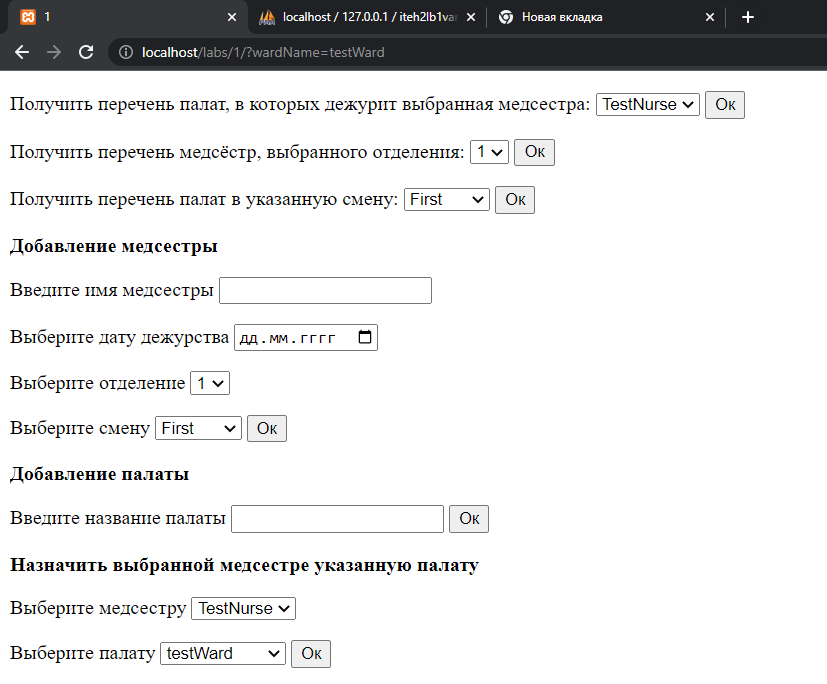 1
localhost / 127.0.0.1 / iteh2lb1var
Новая вкладка
localhost/labs/1/?wardName=testWard
Получить перечень палат, в которых дежурит выбранная медсестра: TestNurse Ок
Получить перечень медсёстр, выбранного отделения: 1 Ок
Получить перечень палат в указанную смену: First Ок
Добавление медсестры
Введите имя медсестры
Выберите дату дежурства дд.мм.гггг
Выберите отделение 1
Выберите смену First Ок
Добавление палаты
Введите название палаты Ок
Назначить выбранной медсестре указанную палату
Выберите медсестру TestNurse
Выберите палату testWard Ок